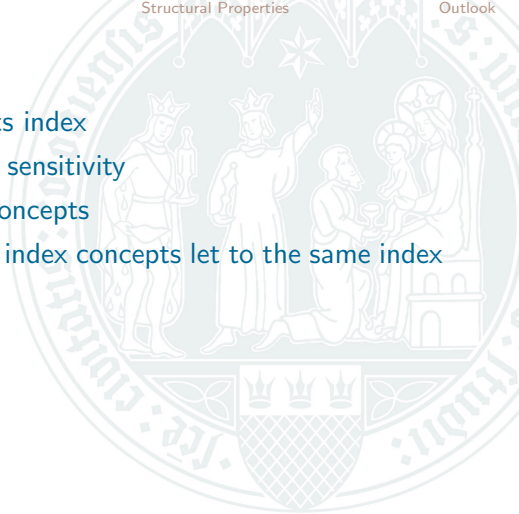 Structural Properties Outlook
ts index
sensitivity
oncepts
index concepts let to the same index